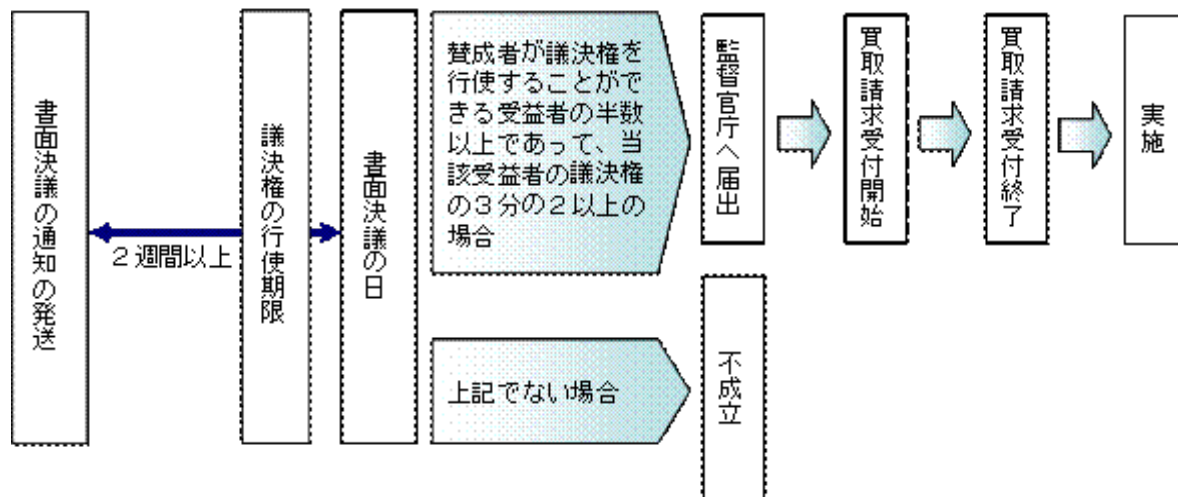 書面決議の通知の発送
2週間以上
議決権の行使期限
書面決議の日
賛成者が議決権を
行使することがで
きる受益者の半数
以上であって、当
該受益者の議決権
の3分の2以上の
場合
監督官庁へ届出
買取請求受付開始
買取請求受付終了
実施
上記でない場合
不成立